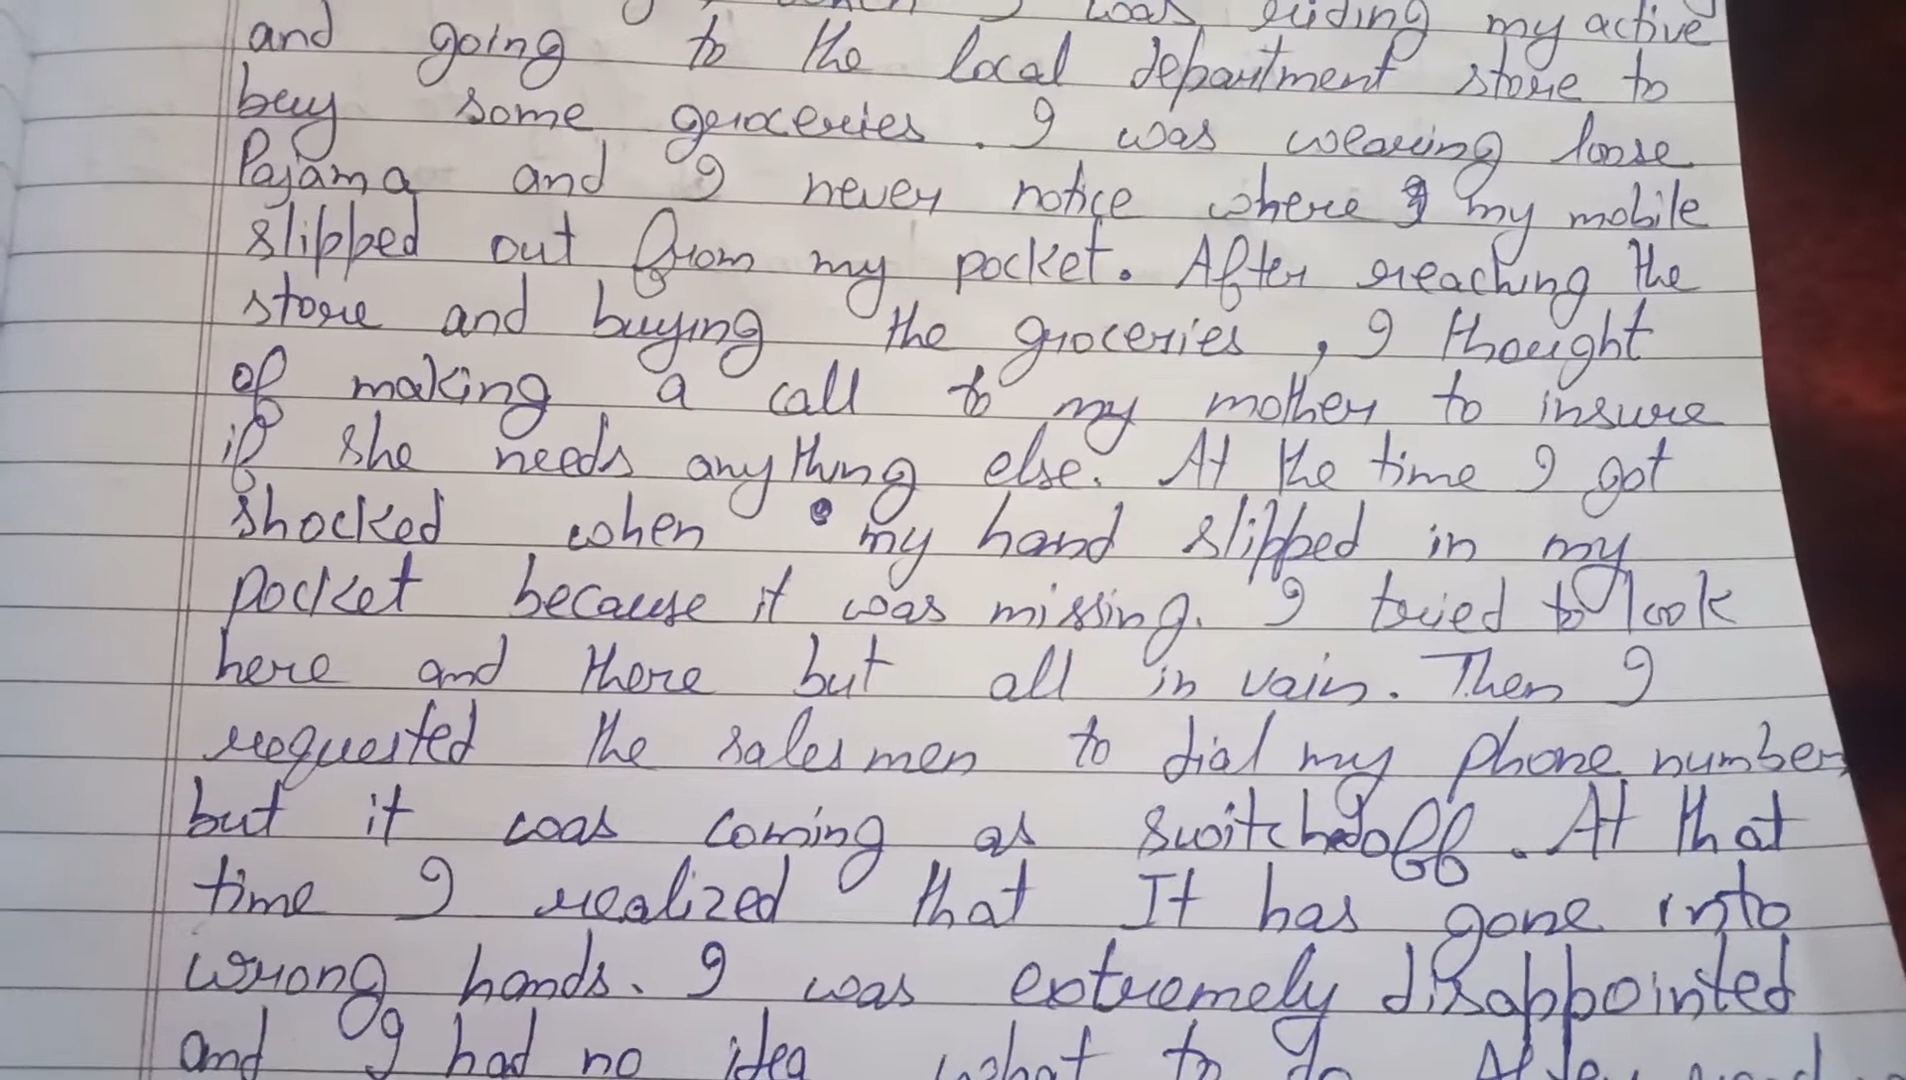 was riding my active
and going to the local department store to
buy some groceries. I was wearing loose
Pajama and I never notice where my mobile
slipped out from my pocket. After reaching the
store and buying the groceries, I thought
of making a call to my mother to insure
if she needs anything else. At the time I got
shocked when my hand slipped in my
pocket because it was missing. I tried to look
here and there but all in vain. Then I
requested the salesmen to dial my phone number
but it was coming as switchedoff. At that
time I realized that It has gone into
wrong hands. I was extremely disappointed
and I had no idea what to do. After